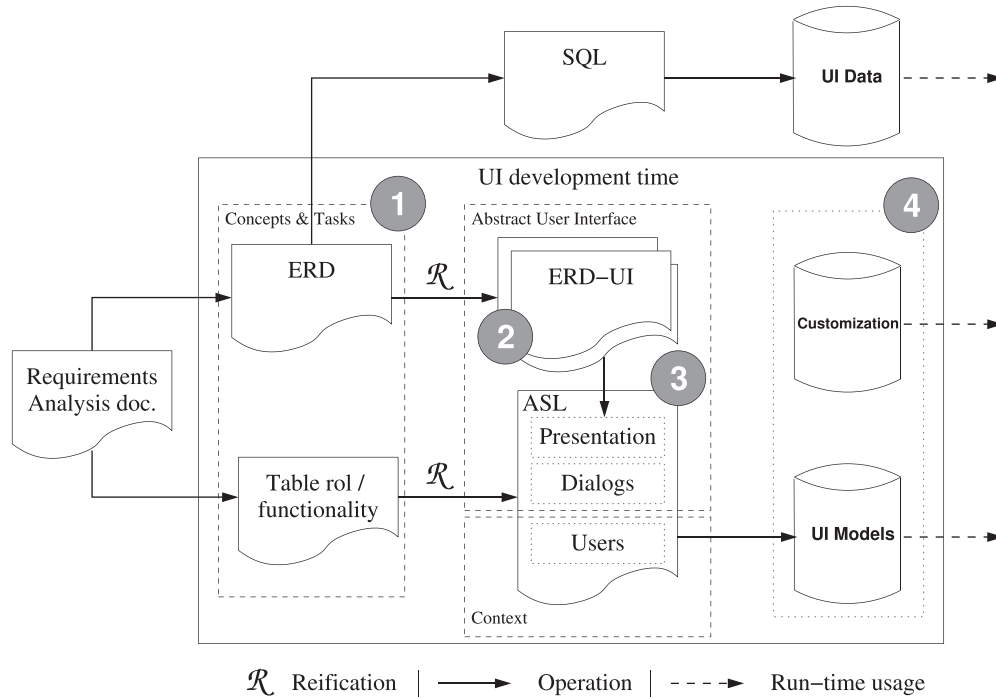 SQL
UI Data
UI development time
1
4
Concepts & Tasks
Abstract User Interface
ERD
ℛ
ERD–UI
2
Customization
Requirements
Analysis doc.
3
ASL
Presentation
Table rol /
functionality
ℛ
Dialogs
Users
UI Models
Context
ℛ Reification | Operation | Run–time usage